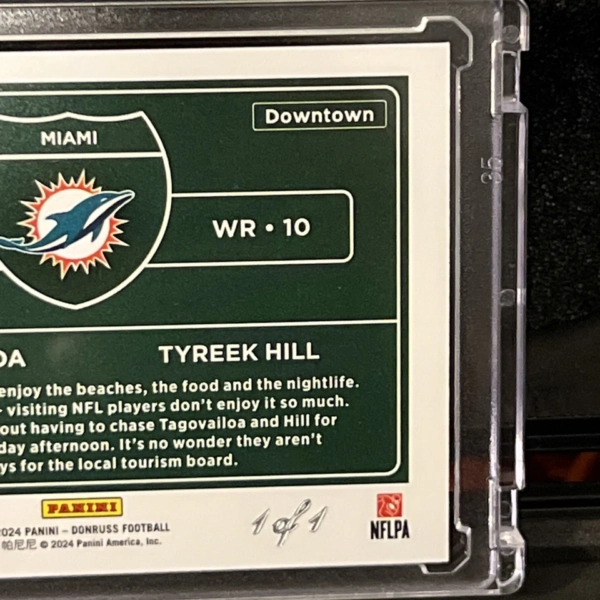 Downtown
MIAMI
WR • 10
TYREEK HILL
enjoy the beaches, the food and the nightlife.
visiting NFL players don't enjoy it so much.
out having to chase Tagovailoa and Hill for
day afternoon. It's no wonder they aren't
ys for the local tourism board.
PANINI
2024 PANINI – DONRUSS FOOTBALL
帕尼尼 © 2024 Panini America, Inc.
1 of 1
NFLPA
35